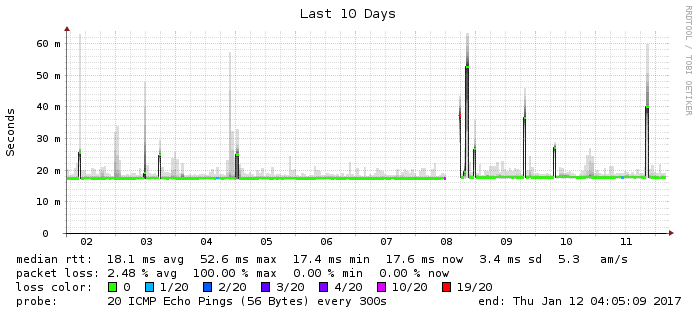 Last 10 Days
RRDTOOL / TOBI OETIKER
Seconds
60 m
50 m
40 m
30 m
20 m
10 m
0
02 03 04 05 06 07 08 09 10 11
median rtt: 18.1 ms avg 52.6 ms max 17.4 ms min 17.6 ms now 3.4 ms sd 5.3 am/s
packet loss: 2.48 % avg 100.00 % max 0.00 % min 0.00 % now
loss color: 0 1/20 2/20 3/20 4/20 10/20 19/20
probe: 20 ICMP Echo Pings (56 Bytes) every 300s end: Thu Jan 12 04:05:09 2017